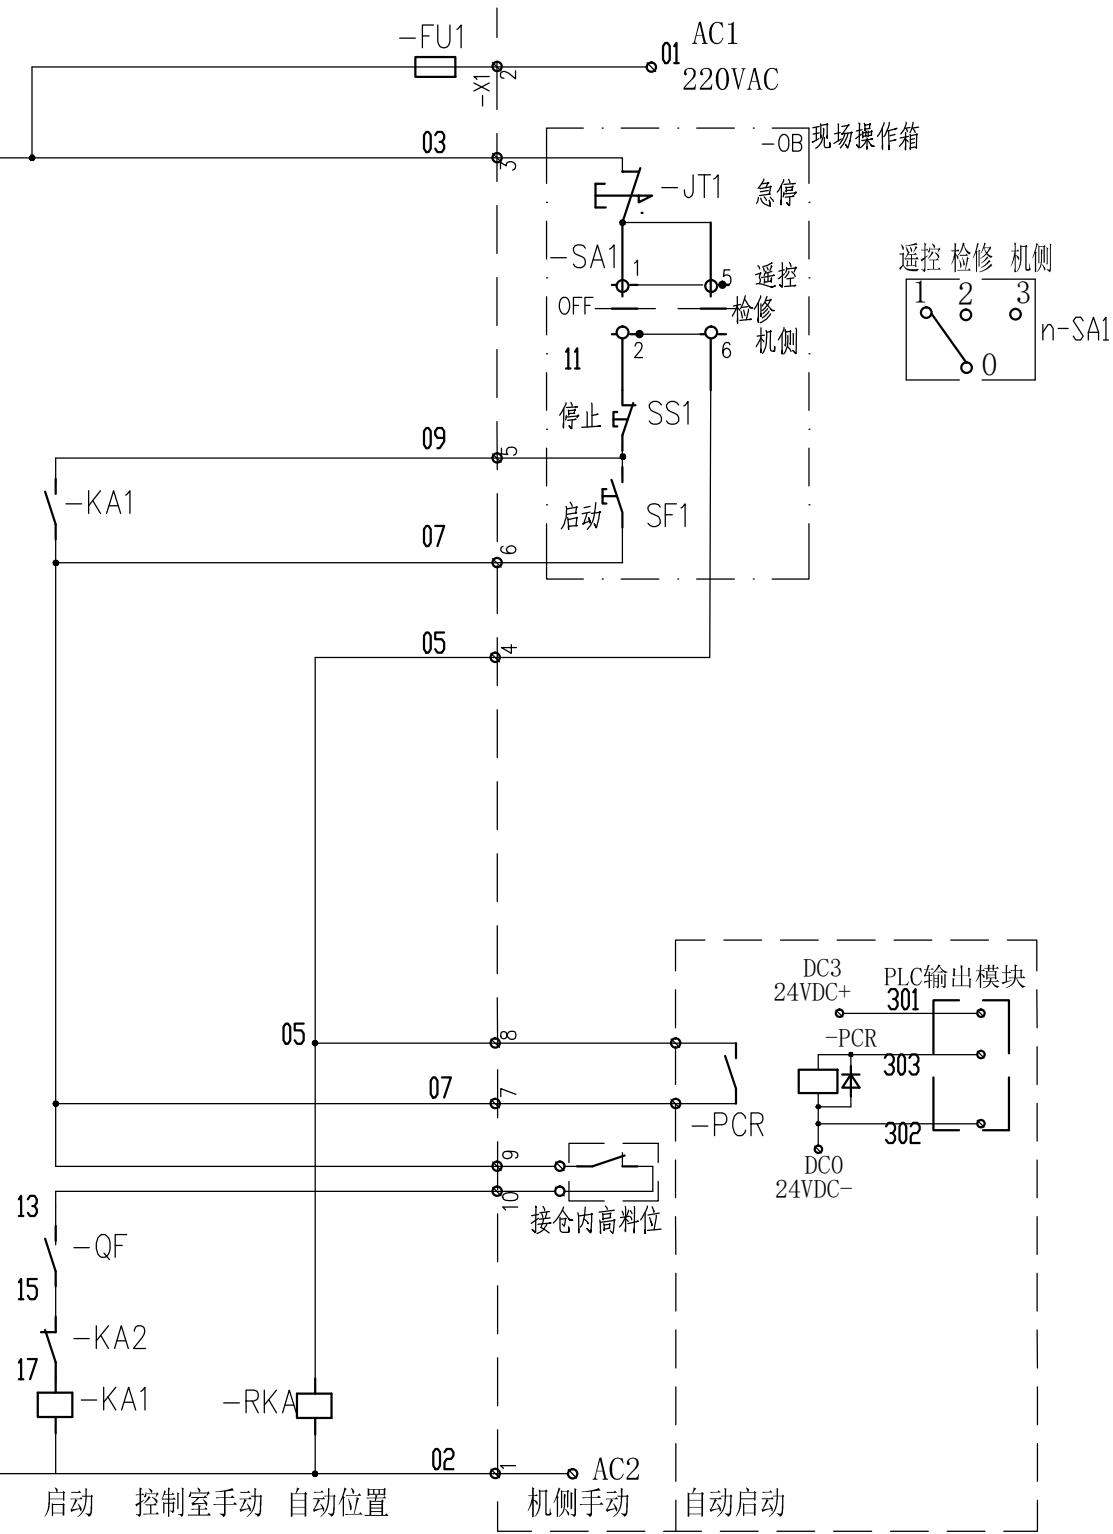 -FU1
-X1
2
01
AC1
220VAC
03
3
-OB
现场操作箱
-JT1
急停
-SA1
1
5
遥控
OFF
检修
机侧
2
6
11
遥控 检修 机侧
1
2
3
0
n-SA1
停止
SS1
09
5
-KA1
启动
SF1
07
6
05
4
DC3
24VDC+
PLC输出模块
301
-PCR
303
302
DC0
24VDC-
05
8
07
7
-PCR
9
10
接仓内高料位
13
-QF
15
-KA2
17
-KA1
-RKA
02
1
AC2
启动
控制室手动
自动位置
机侧手动
自动启动